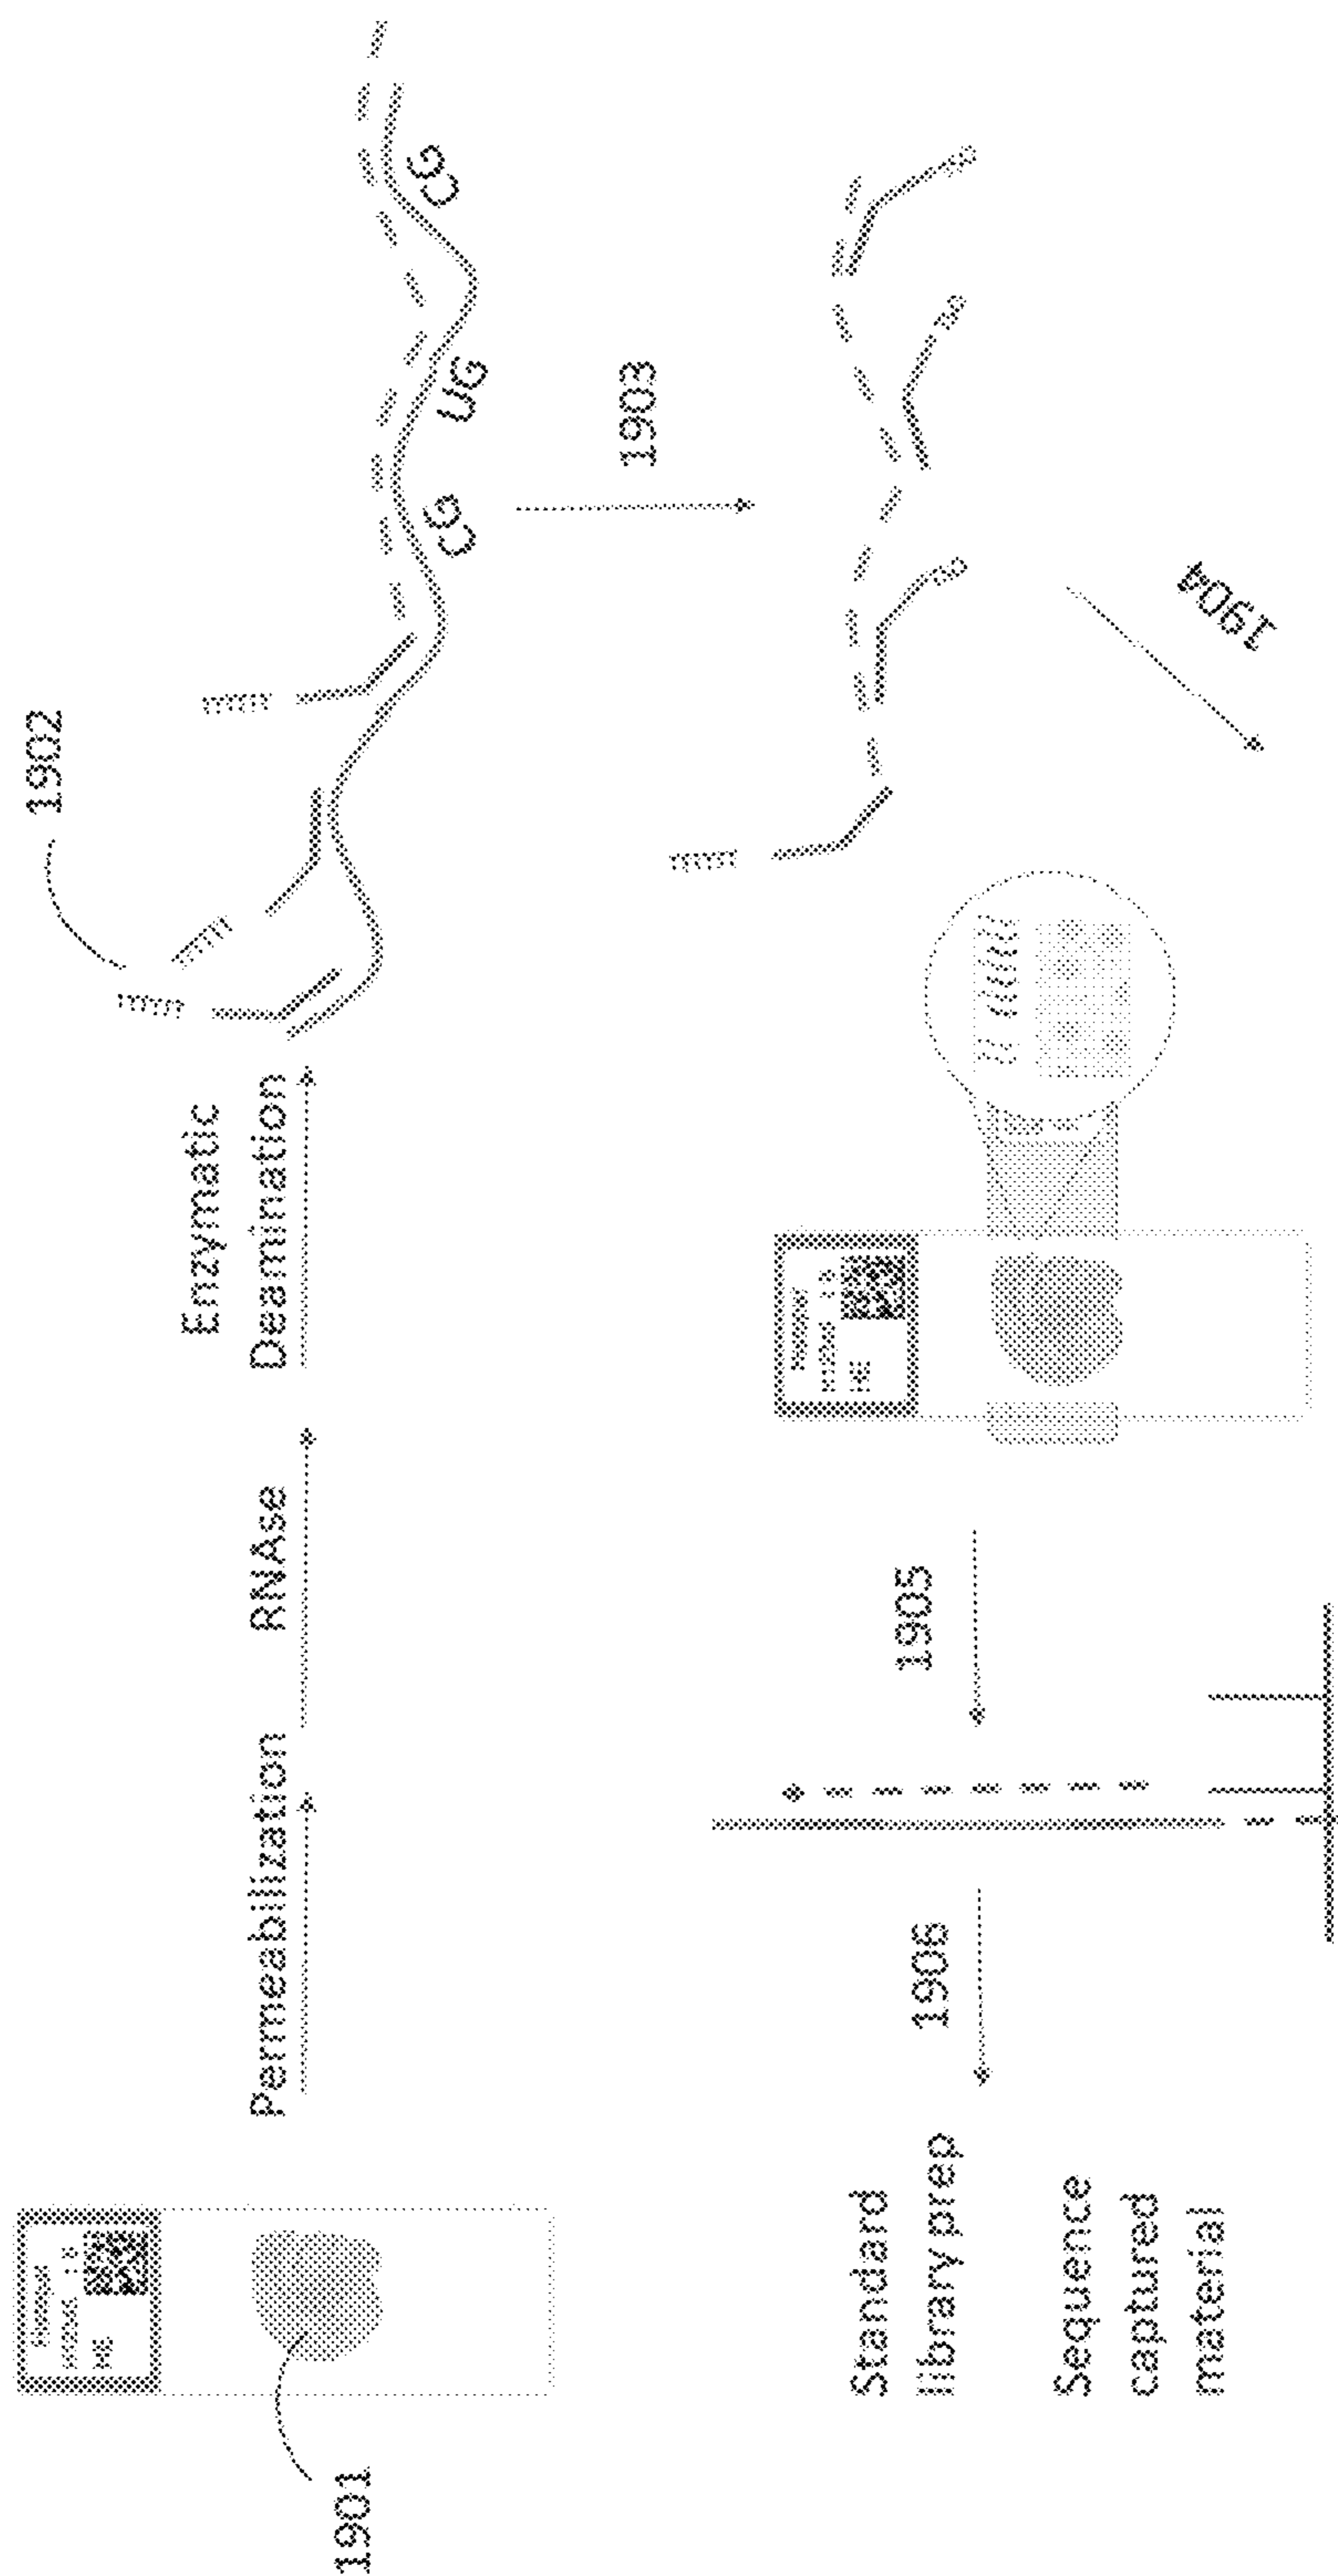 1901
Permeabilization
RNAse
Enzymatic
Deamination
1902
CG
UG
CG
1903
1904
1905
1906
Standard
library prep
Sequence
captured
material